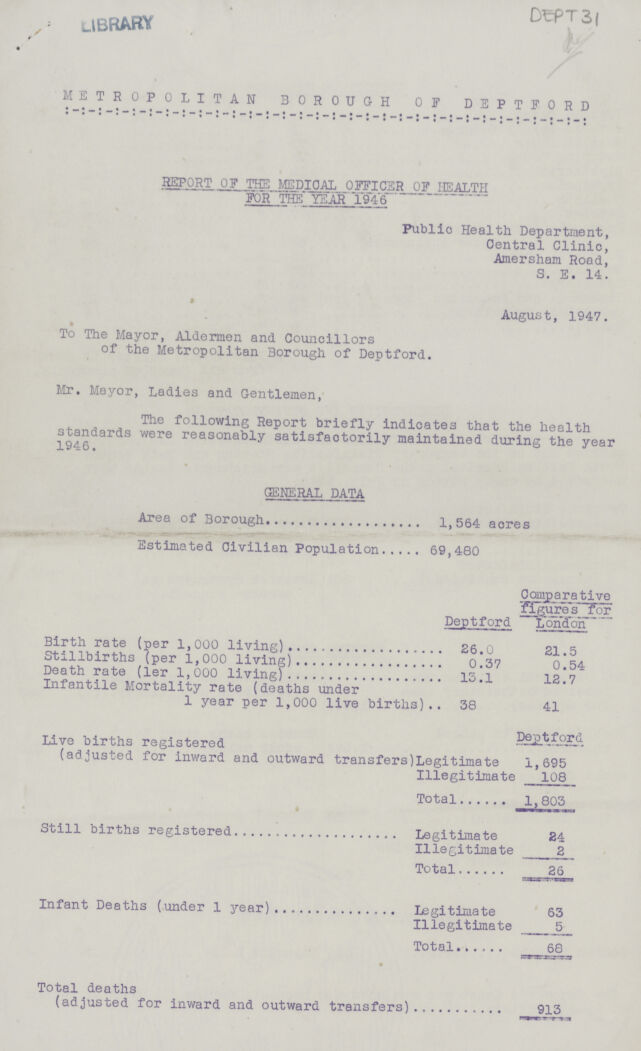 LIBRARY
DEPT 31
METROPOLITAN BOROUGH OF DEPTFORD
:-:-:-:-:-:-:-:-:-:-:-:-:-:-:-:-:-:-:-:-:-:-:-:-:-:-:-:-:-:-:-:
REPORT OF THE MEDICAL OFFICER OF HEALTH
FOR THE YEAR 1946
Public Health Department,
Central Clinic,
Amersham Road,
S. E. 14.
August, 1947.
To The Mayor, Aldermen and Councillors
of the Metropolitan Borough of Deptford.
Mr. Mayor, Ladies and Gentlemen,
The following Report briefly indicates that the health
standards were reasonably satisfactorily maintained during the year
1946.
GENERAL DATA
Area of Borough................... 1,564 acres
Estimated Civilian Population..... 69,480
Comparative
figures for
Deptford London
Birth rate (per 1,000 living)................... 26.0 21.5
Stillbirths (per 1,000 living).................. 0.37 0.54
Death rate (ler 1,000 living)................... 13.1 12.7
Infantile Mortality rate (deaths under
1 year per 1,000 live births).. 38 41
Deptford
Live births registered
(adjusted for inward and outward transfers) Legitimate 1,695
Illegitimate 108
Total...... 1,803
Still births registered.................... Legitimate 24
Illegitimate 2
Total...... 26
Infant Deaths (under 1 year)............... Legitimate 63
Illegitimate 5
Total...... 68
Total deaths
(adjusted for inward and outward transfers)........... 913